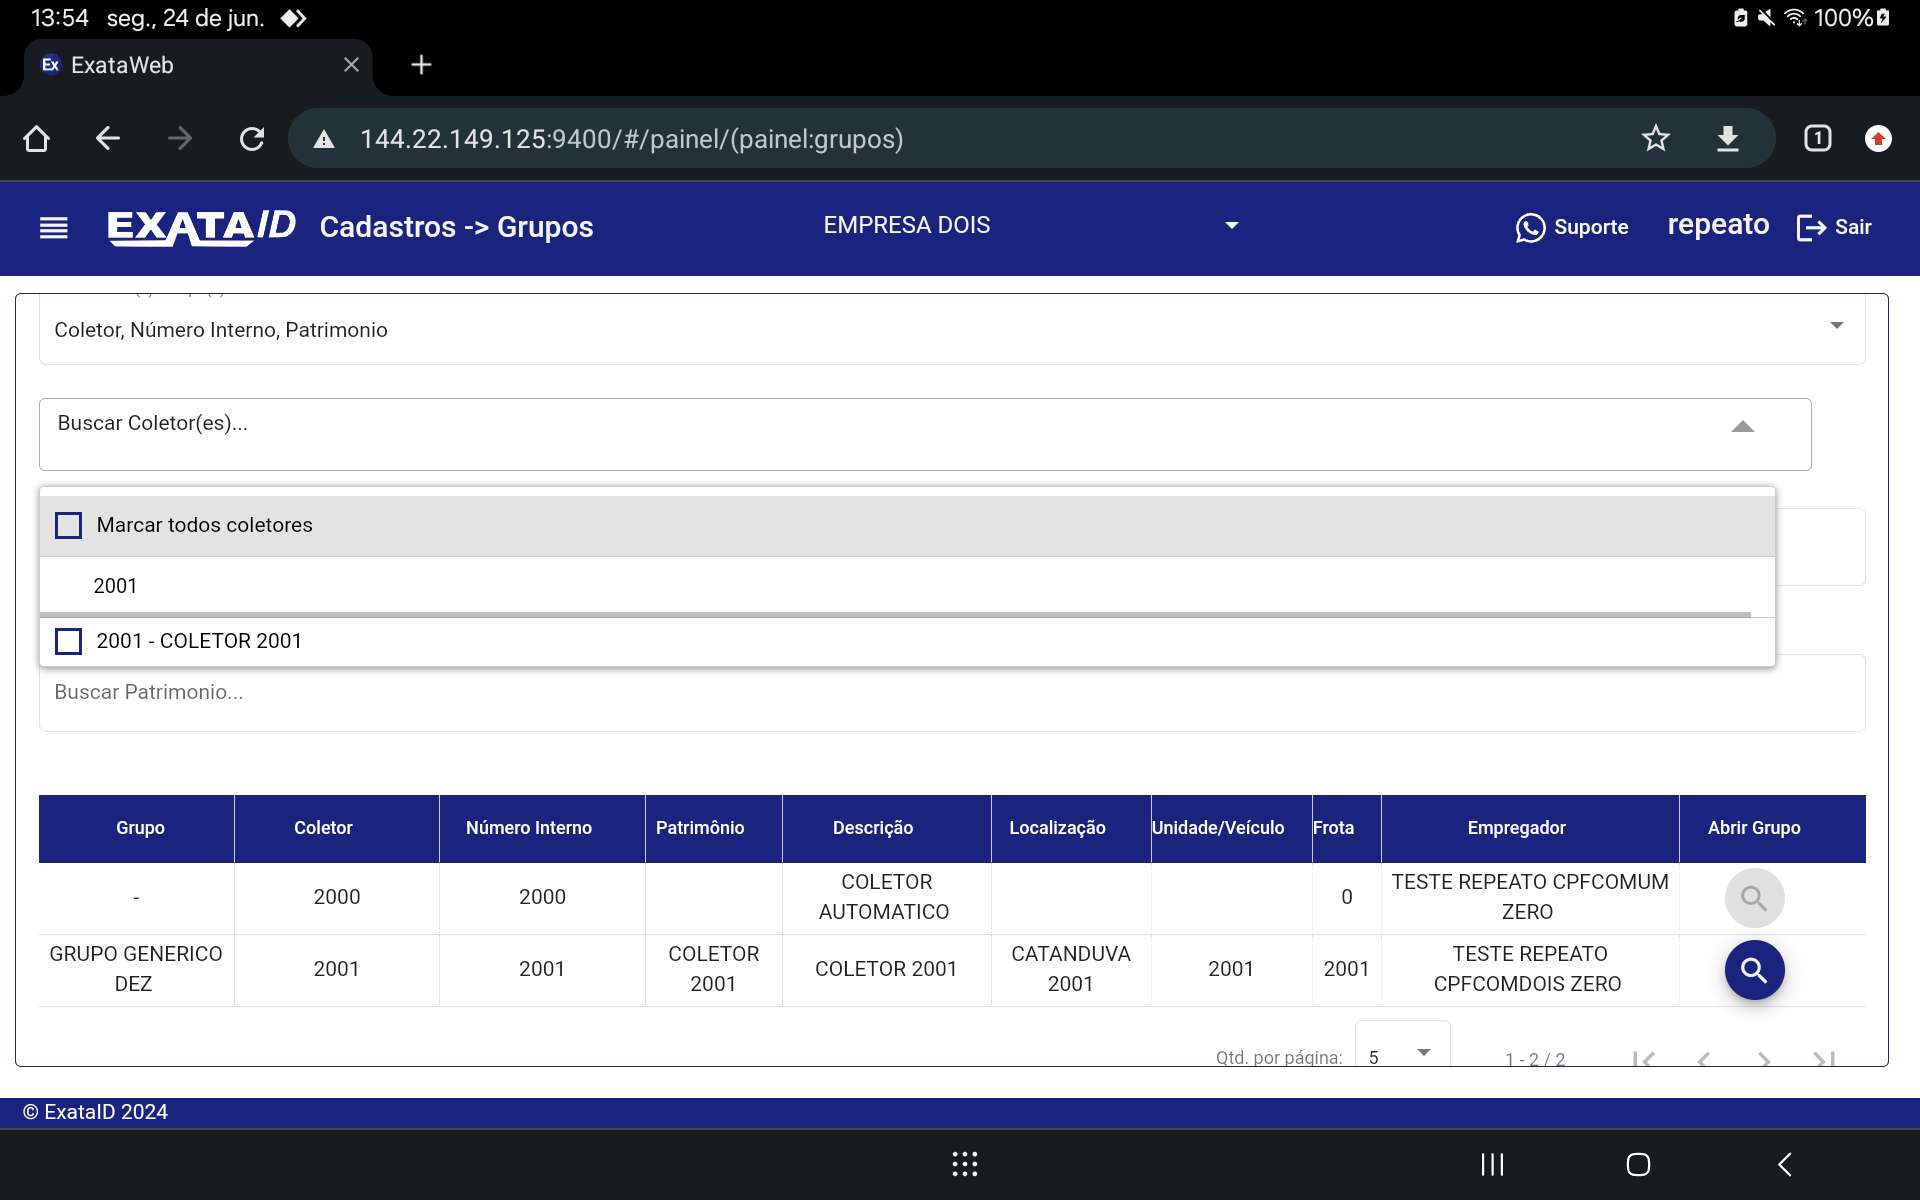 13:54 seg., 24 de jun. 100%
Ex ExataWeb
144.22.149.125:9400/#/painel/(painel:grupos) 1
EXATA/ID Cadastros -> Grupos EMPRESA DOIS Suporte repeato Sair
Coletor, Número Interno, Patrimonio
Buscar Coletor(es)...
Marcar todos coletores
2001
2001 - COLETOR 2001
Buscar Patrimonio...
Grupo Coletor Número Interno Patrimônio Descrição Localização Unidade/Veículo Frota Empregador Abrir Grupo
- 2000 2000 COLETOR AUTOMATICO 0 TESTE REPEATO CPFCOMUM ZERO
GRUPO GENERICO DEZ 2001 2001 COLETOR 2001 COLETOR 2001 CATANDUVA 2001 2001 2001 TESTE REPEATO CPFCOMDOIS ZERO
Qtd. por página: 5 1 - 2 / 2
© ExataID 2024